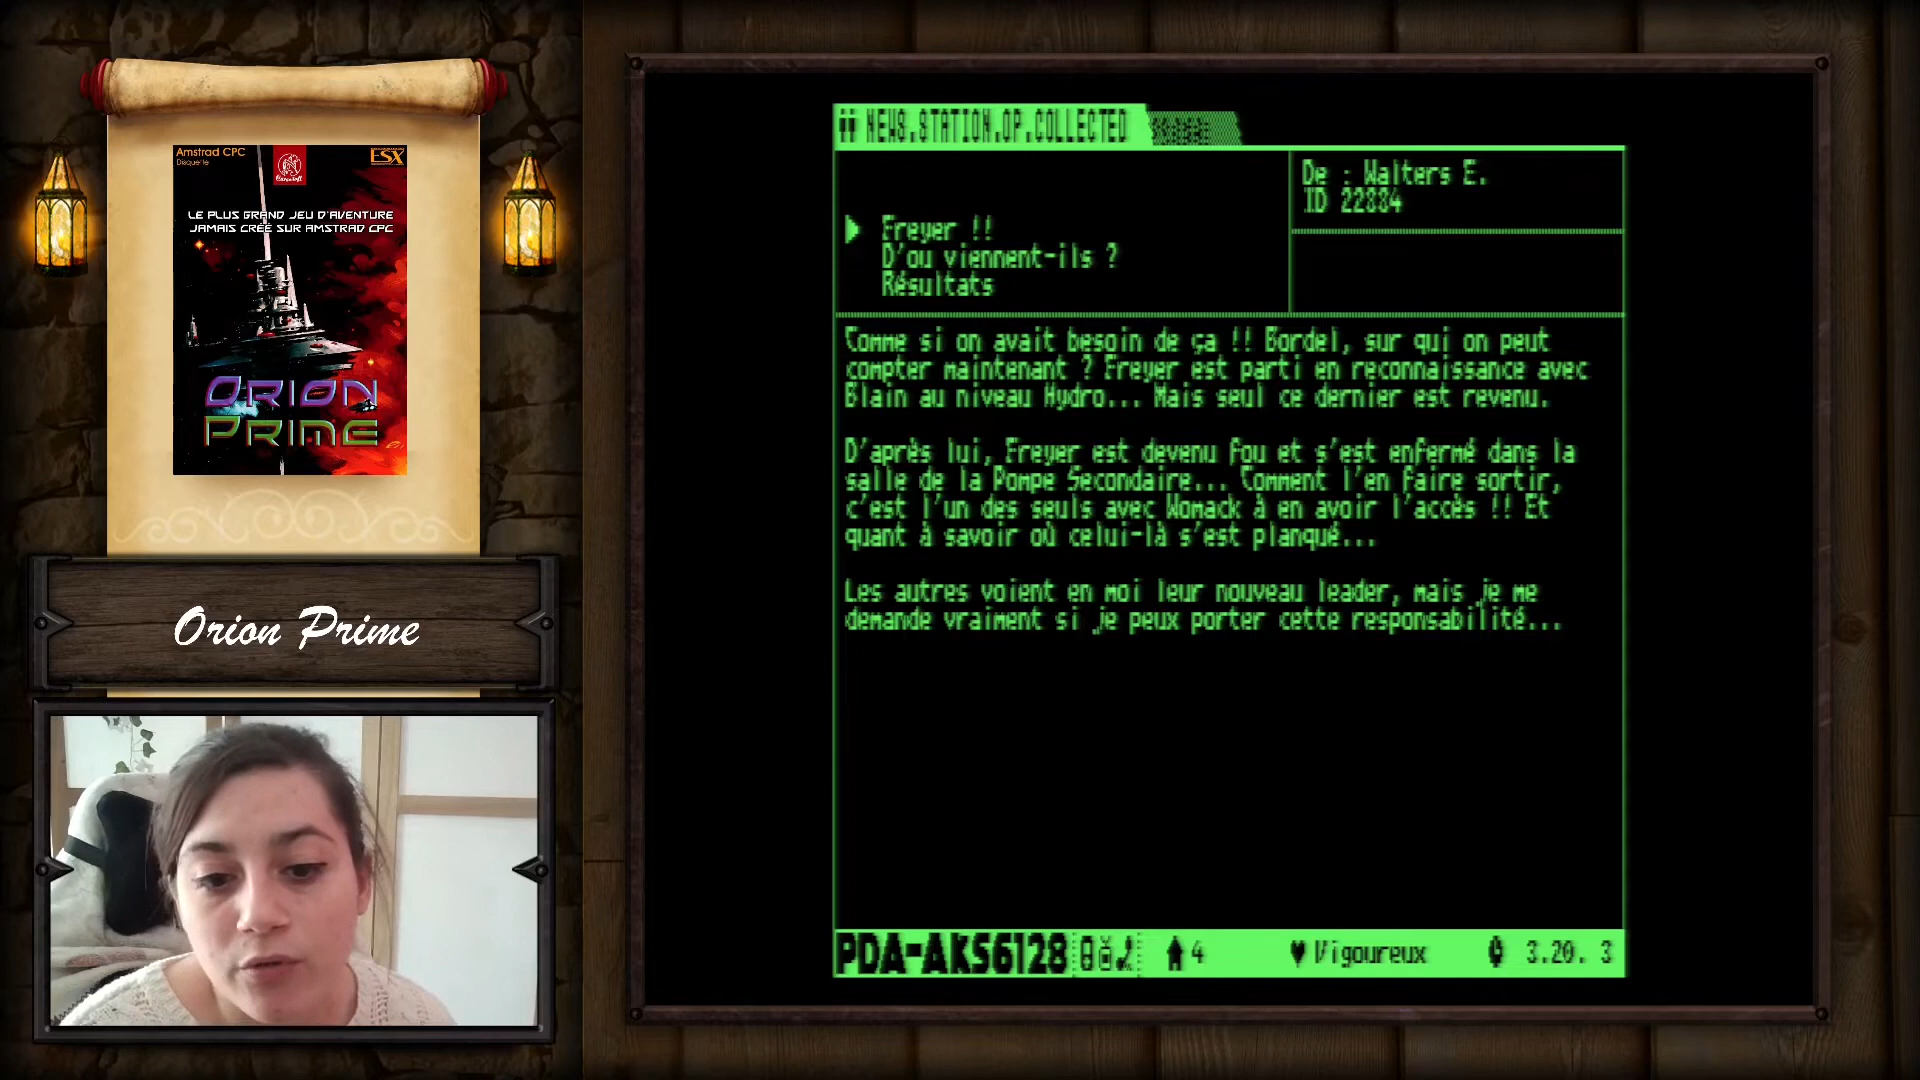 Amstrad CPC
Disquette
ESX
LE PLUS GRAND JEU D'AVENTURE
JAMAIS CRÉÉ SUR AMSTRAD CPC
ORION
PRIME
Orion Prime
NEWS.STATION.OP.COLLECTED
De : Walters E.
ID 22884
Freyer !!
D'ou viennent-ils ?
Résultats
Comme si on avait besoin de ça !! Bordel, sur qui on peut
compter maintenant ? Freyer est parti en reconnaissance avec
Blain au niveau Hydro... Mais seul ce dernier est revenu.
D'après lui, Freyer est devenu fou et s'est enfermé dans la
salle de la Pompe Secondaire... Comment l'en faire sortir,
c'est l'un des seuls avec Womack à en avoir l'accès !! Et
quant à savoir où celui-là s'est planqué...
Les autres voient en moi leur nouveau leader, mais je me
demande vraiment si je peux porter cette responsabilité...
PDA-AKS6128
4
Vigoureux
3.20. 3